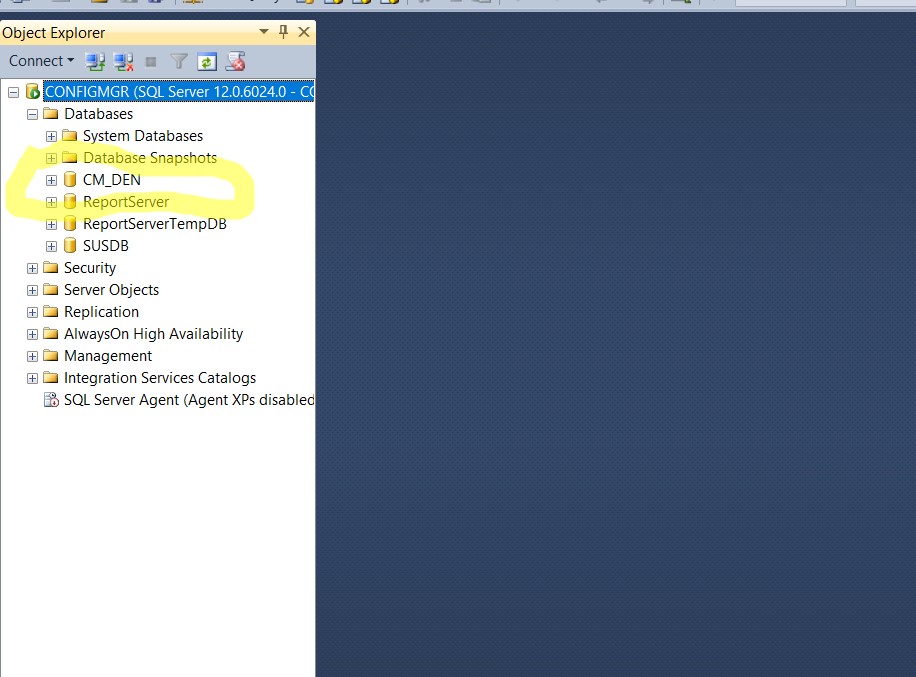 Object Explorer
Connect
CONFIGMGR (SQL Server 12.0.6024.0 - CO
Databases
System Databases
Database Snapshots
CM_DEN
ReportServer
ReportServerTempDB
SUSDB
Security
Server Objects
Replication
AlwaysOn High Availability
Management
Integration Services Catalogs
SQL Server Agent (Agent XPs disabled